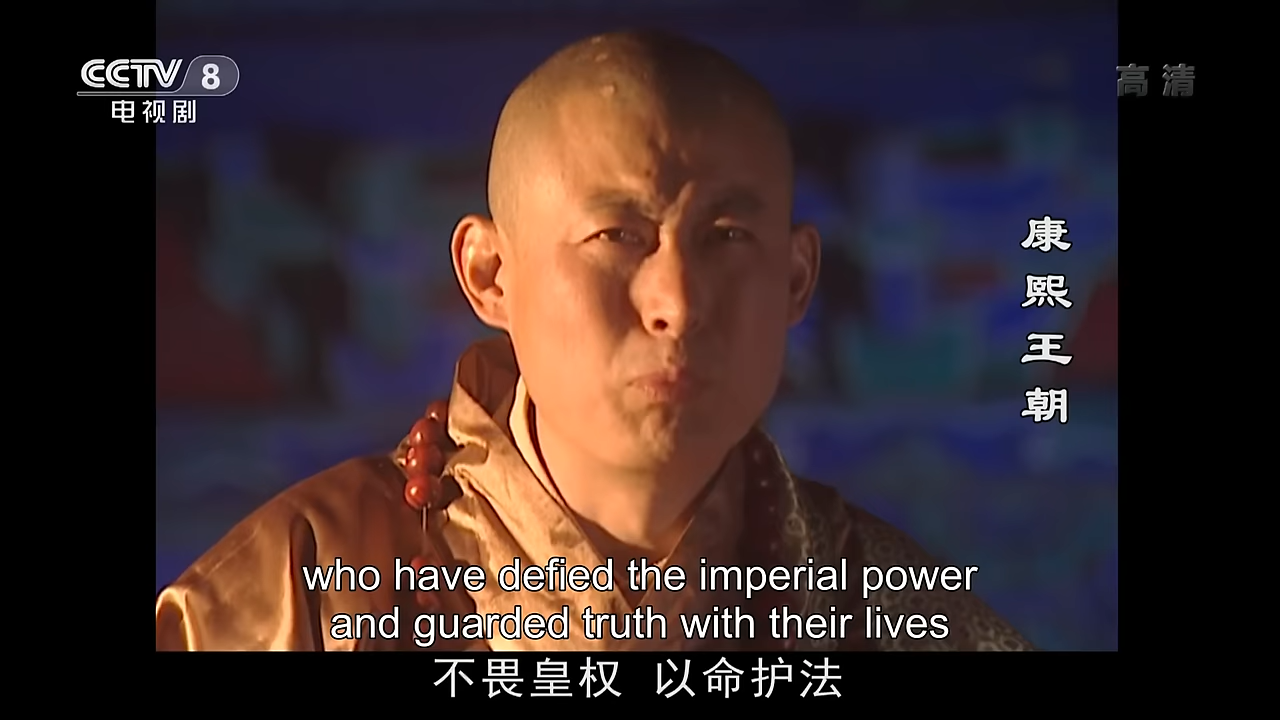 CCTV 8
电视剧
高清
康熙王朝
who have defied the imperial power
and guarded truth with their lives
不畏皇权 以命护法